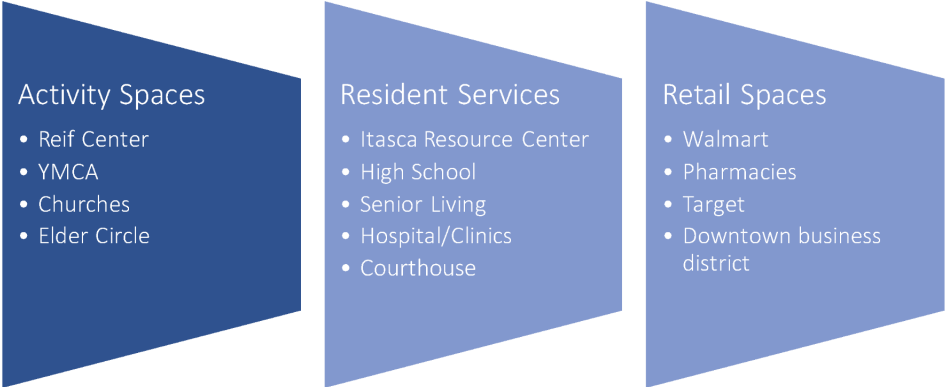 Activity Spaces
• Reif Center
• YMCA
• Churches
• Elder Circle
Resident Services
• Itasca Resource Center
• High School
• Senior Living
• Hospital/Clinics
• Courthouse
Retail Spaces
• Walmart
• Pharmacies
• Target
• Downtown business
district